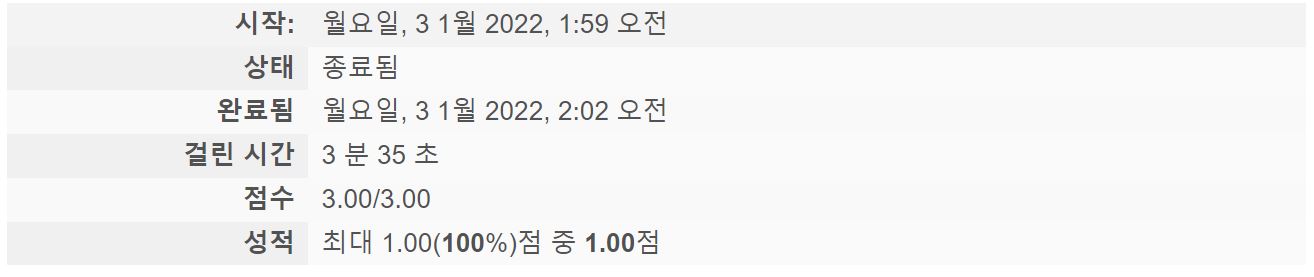 시작: 월요일, 3 1월 2022, 1:59 오전
상태 종료됨
완료됨 월요일, 3 1월 2022, 2:02 오전
걸린 시간 3 분 35 초
점수 3.00/3.00
성적 최대 1.00(100%)점 중 1.00점